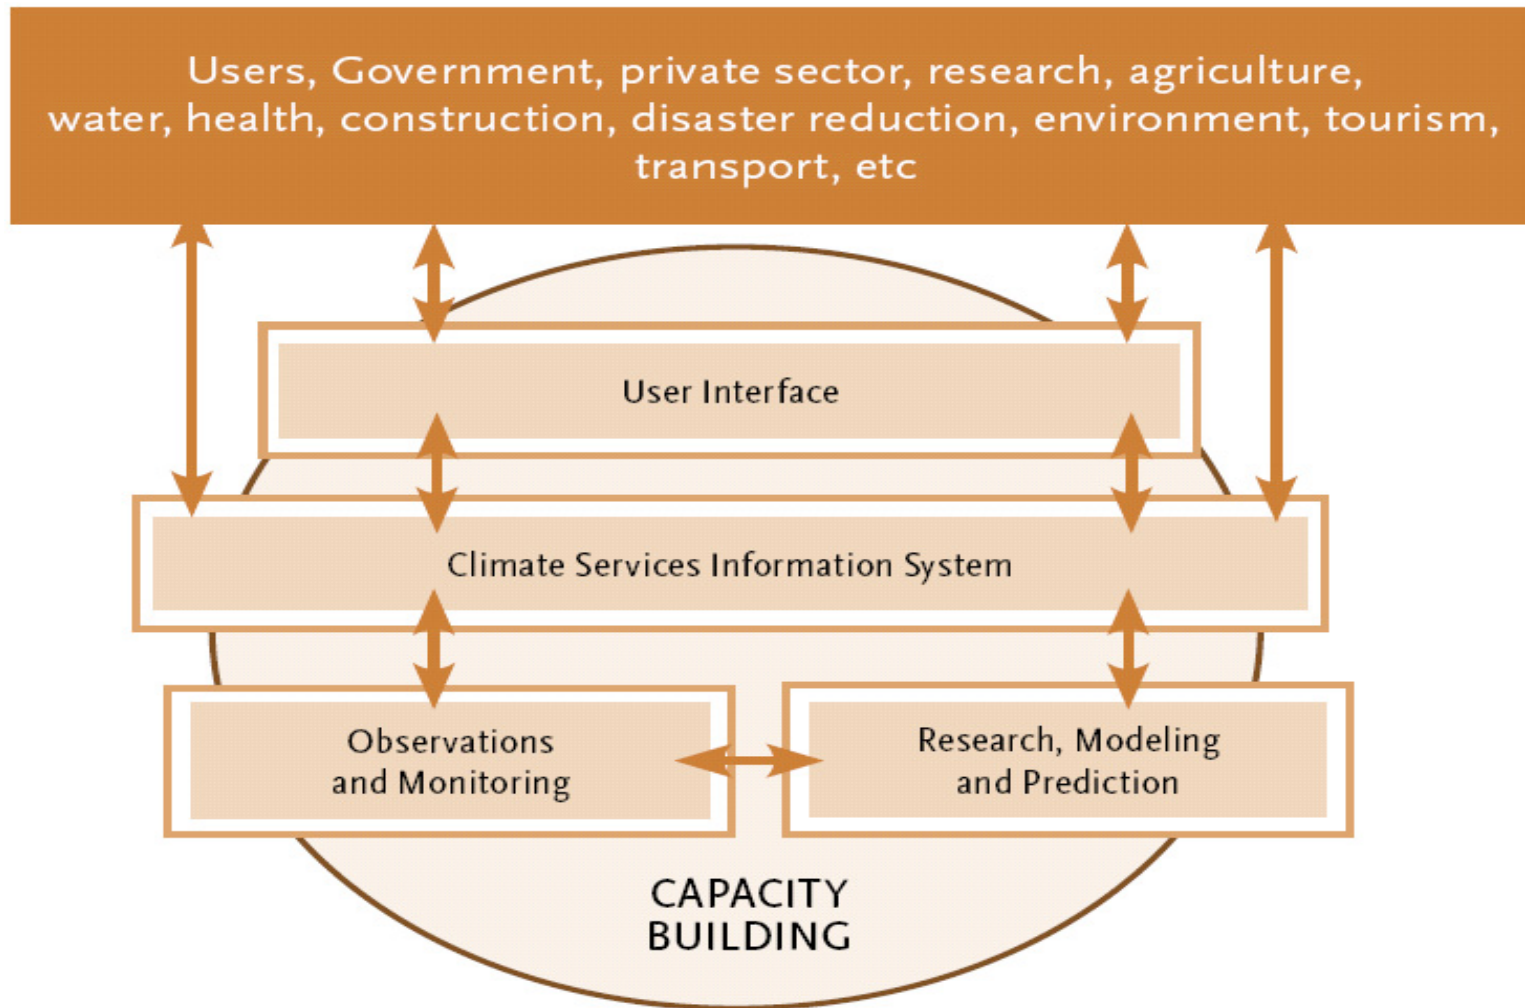 Users, Government, private sector, research, agriculture,
water, health, construction, disaster reduction, environment, tourism,
transport, etc
User Interface
Climate Services Information System
Observations
and Monitoring
Research, Modeling
and Prediction
CAPACITY
BUILDING